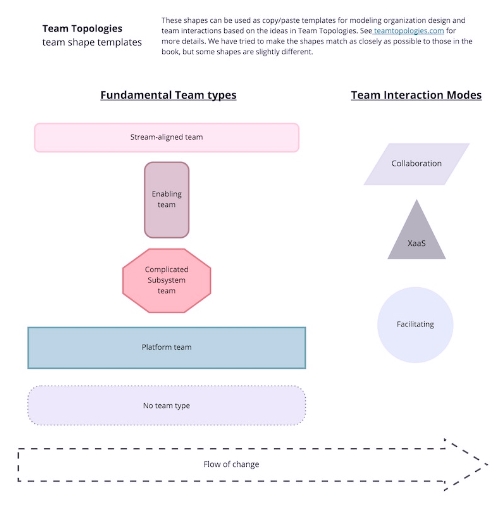 Team Topologies
team shape templates
These shapes can be used as copy/paste templates for modeling organization design and
team interactions based on the ideas in Team Topologies. See teamtopologies.com for
more details. We have tried to make the shapes match as closely as possible to those in the
book, but some shapes are slightly different.
Fundamental Team types
Team Interaction Modes
Stream-aligned team
Enabling
team
Complicated
Subsystem
team
Platform team
No team type
Collaboration
XaaS
Facilitating
Flow of change